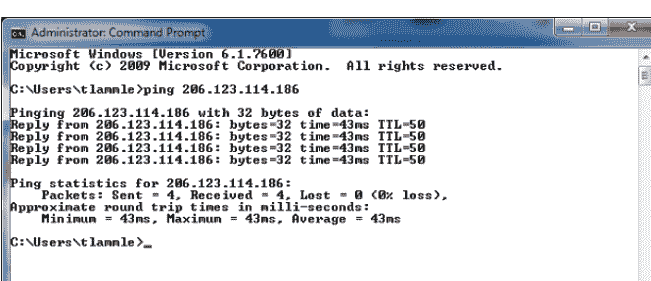 Administrator: Command Prompt
Microsoft Windows [Version 6.1.7600]
Copyright (c) 2009 Microsoft Corporation.  All rights reserved.
C:\Users\tlammle>ping 206.123.114.186
Pinging 206.123.114.186 with 32 bytes of data:
Reply from 206.123.114.186: bytes=32 time=43ms TTL=50
Reply from 206.123.114.186: bytes=32 time=43ms TTL=50
Reply from 206.123.114.186: bytes=32 time=43ms TTL=50
Reply from 206.123.114.186: bytes=32 time=43ms TTL=50
Ping statistics for 206.123.114.186:
    Packets: Sent = 4, Received = 4, Lost = 0 (0% loss),
Approximate round trip times in milli-seconds:
    Minimum = 43ms, Maximum = 43ms, Average = 43ms
C:\Users\tlammle>_